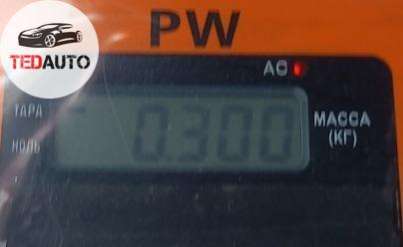 TEDAUTO
PW
AC
ТАРА
НОЛЬ
0.300
МАССА
(КГ)